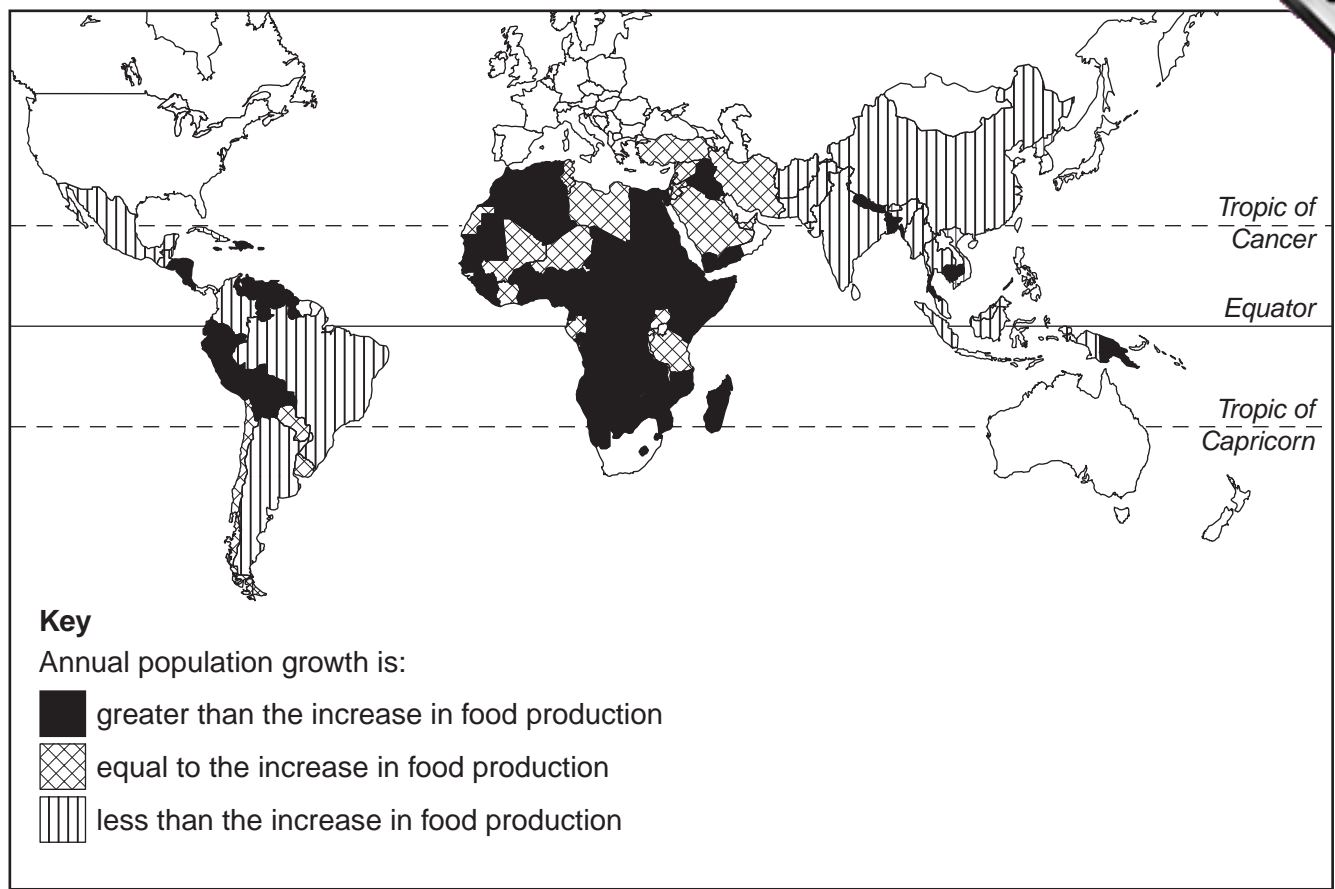 Tropic of
Cancer
Equator
Tropic of
Capricorn
Key
Annual population growth is:
greater than the increase in food production
equal to the increase in food production
less than the increase in food production